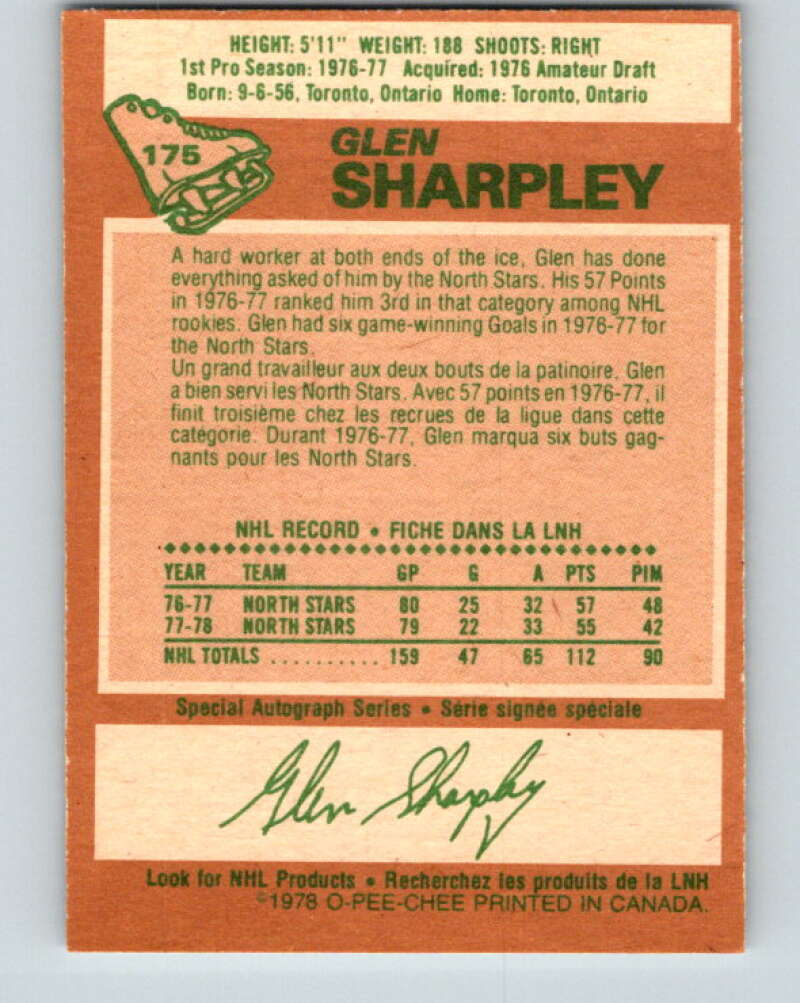 HEIGHT: 5'11" WEIGHT: 188 SHOOTS: RIGHT
1st Pro Season: 1976-77 Acquired: 1976 Amateur Draft
Born: 9-6-56, Toronto, Ontario Home: Toronto, Ontario
175
GLEN
SHARPLEY
A hard worker at both ends of the ice, Glen has done
everything asked of him by the North Stars. His 57 Points
in 1976-77 ranked him 3rd in that category among NHL
rookies. Glen had six game-winning Goals in 1976-77 for
the North Stars.
Un grand travailleur aux deux bouts de la patinoire, Glen
a bien servi les North Stars. Avec 57 points en 1976-77, il
finit troisième chez les recrues de la ligue dans cette
catégorie. Durant 1976-77, Glen marqua six buts gag-
nants pour les North Stars.
NHL RECORD • FICHE DANS LA LNH
YEAR TEAM GP G A PTS PIM
76-77 NORTH STARS 80 25 32 57 48
77-78 NORTH STARS 79 22 33 55 42
NHL TOTALS .......... 159 47 65 112 90
Special Autograph Series • Série signée spéciale
Glen Sharpley
Look for NHL Products • Recherchez les produits de la LNH
©1978 O-PEE-CHEE PRINTED IN CANADA.